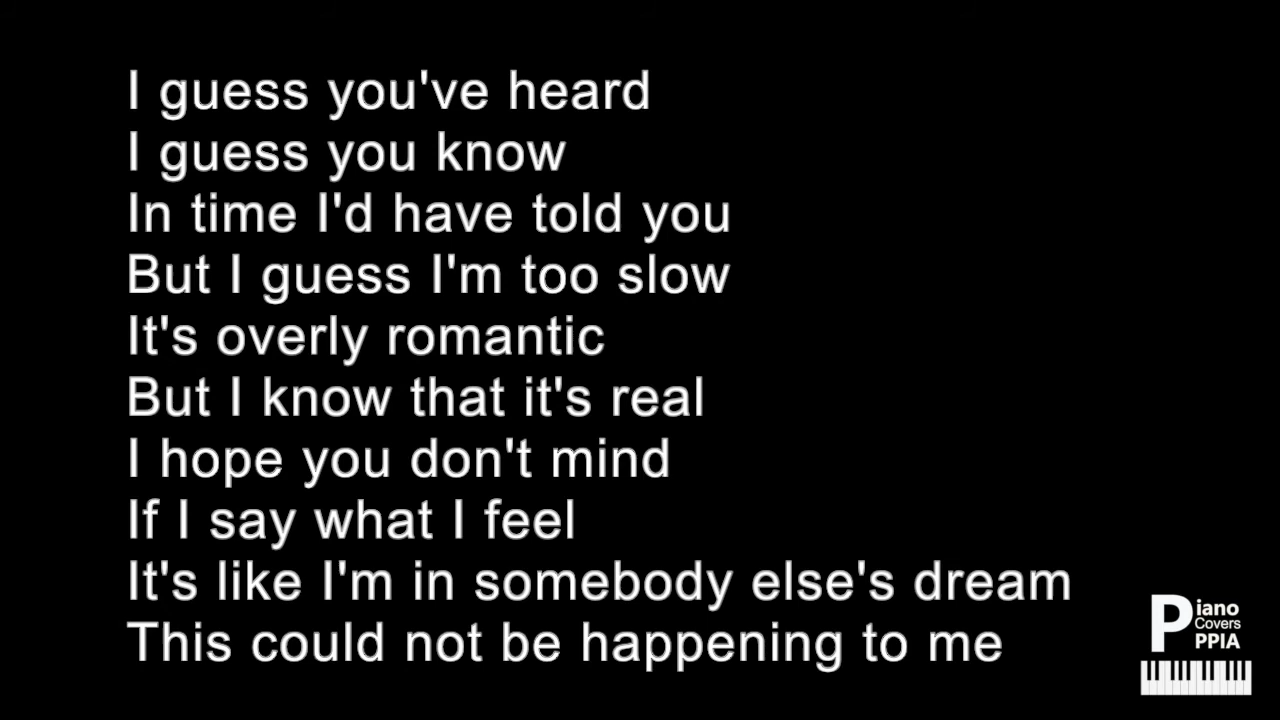 I guess you've heard
I guess you know
In time I'd have told you
But I guess I'm too slow
It's overly romantic
But I know that it's real
I hope you don't mind
If I say what I feel
It's like I'm in somebody else's dream
This could not be happening to me
Piano
Covers
PPIA